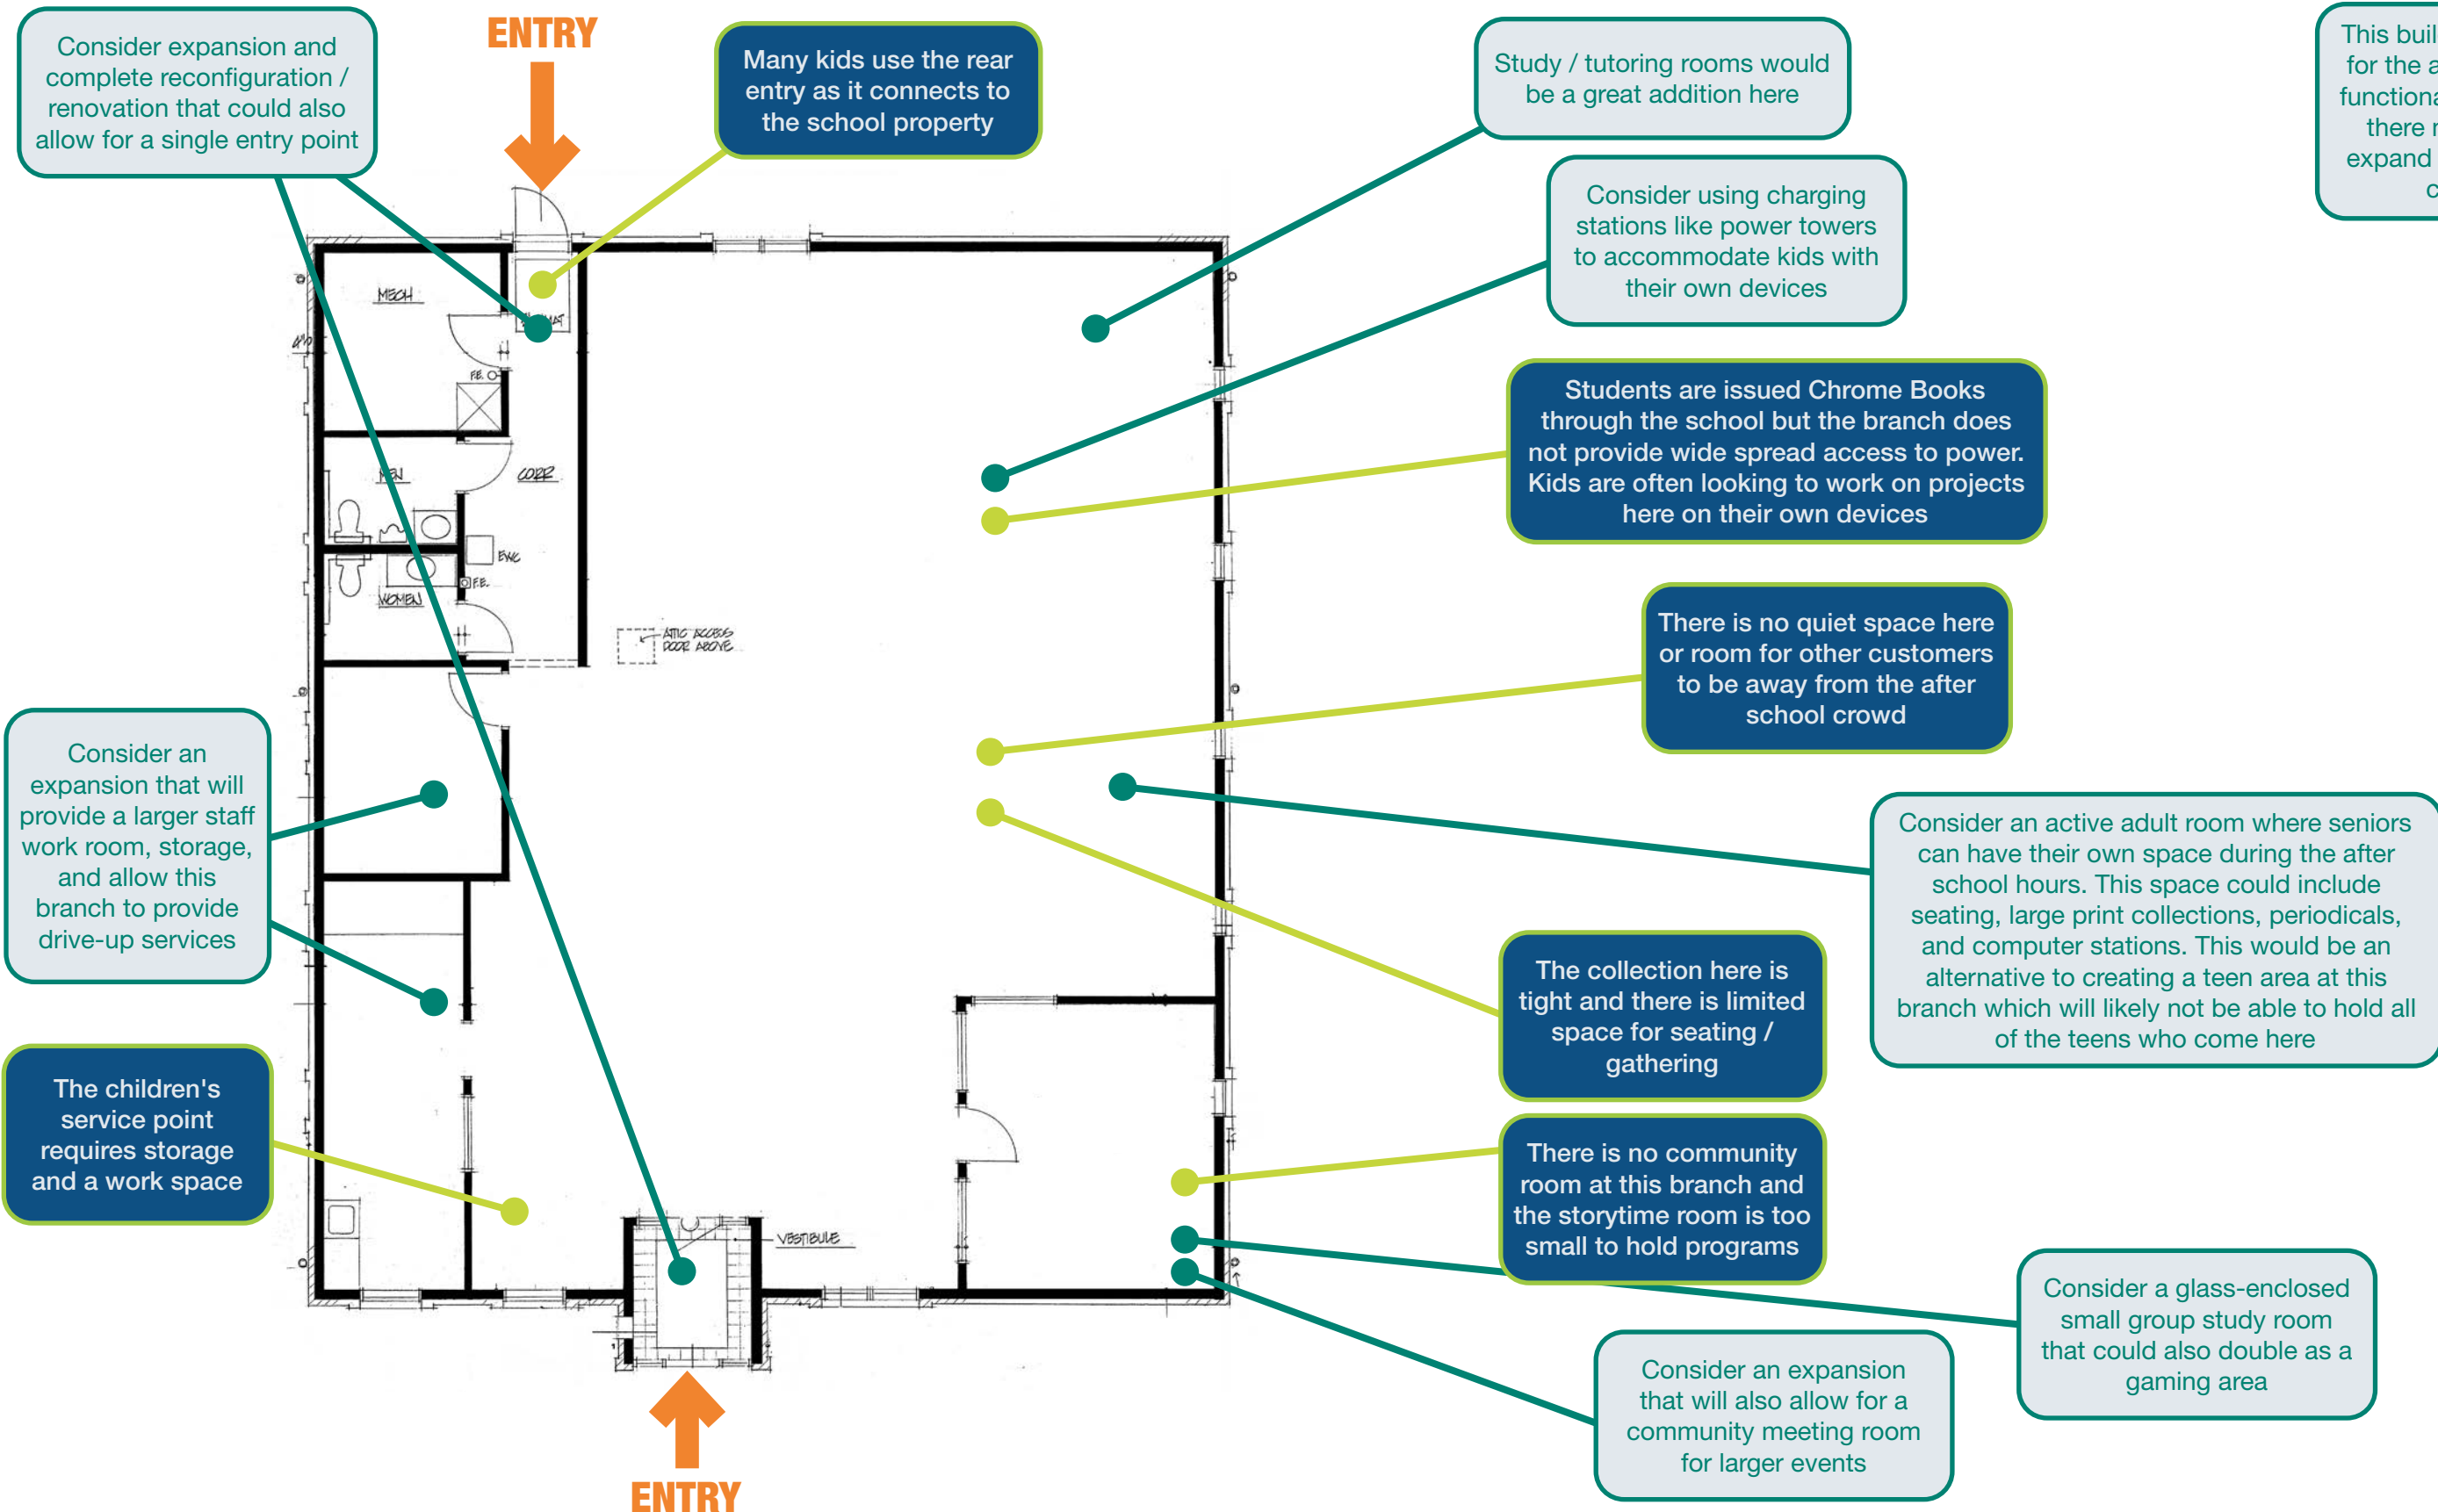 ENTRY
Consider expansion and
complete reconfiguration /
renovation that could also
allow for a single entry point
Many kids use the rear
entry as it connects to
the school property
Study / tutoring rooms would
be a great addition here
This
for the
there
expand
Consider using charging
stations like power towers
to accommodate kids with
their own devices
MECH
F.E.
Students are issued Chrome Books
through the school but the branch does
not provide wide spread access to power.
Kids are often looking to work on projects
here on their own devices
MEN
CORR
EWC
F.E.
WOMEN
ATTIC ACCESS
DOOR ABOVE
There is no quiet space here
or room for other customers
to be away from the after
school crowd
Consider an
expansion that will
provide a larger staff
work room, storage,
and allow this
branch to provide
drive-up services
Consider an active adult room where seniors
can have their own space during the after
school hours. This space could include
seating, large print collections, periodicals,
and computer stations. This would be an
alternative to creating a teen area at this
branch which will likely not be able to hold all
of the teens who come here
The collection here is
tight and there is limited
space for seating /
gathering
The children's
service point
requires storage
and a work space
There is no community
room at this branch and
the storytime room is too
small to hold programs
VESTIBULE
Consider a glass-enclosed
small group study room
that could also double as a
gaming area
Consider an expansion
that will also allow for a
community meeting room
for larger events
ENTRY